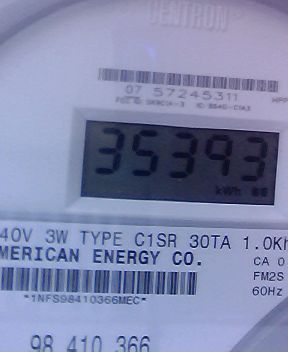 CENTRON
07 57245311
35393
kWh
40V 3W TYPE C1SR 30TA 1.0Kh
MERICAN ENERGY CO.
CA 0
FM2S
60Hz
*1NFS98410366MEC*
98 410 366